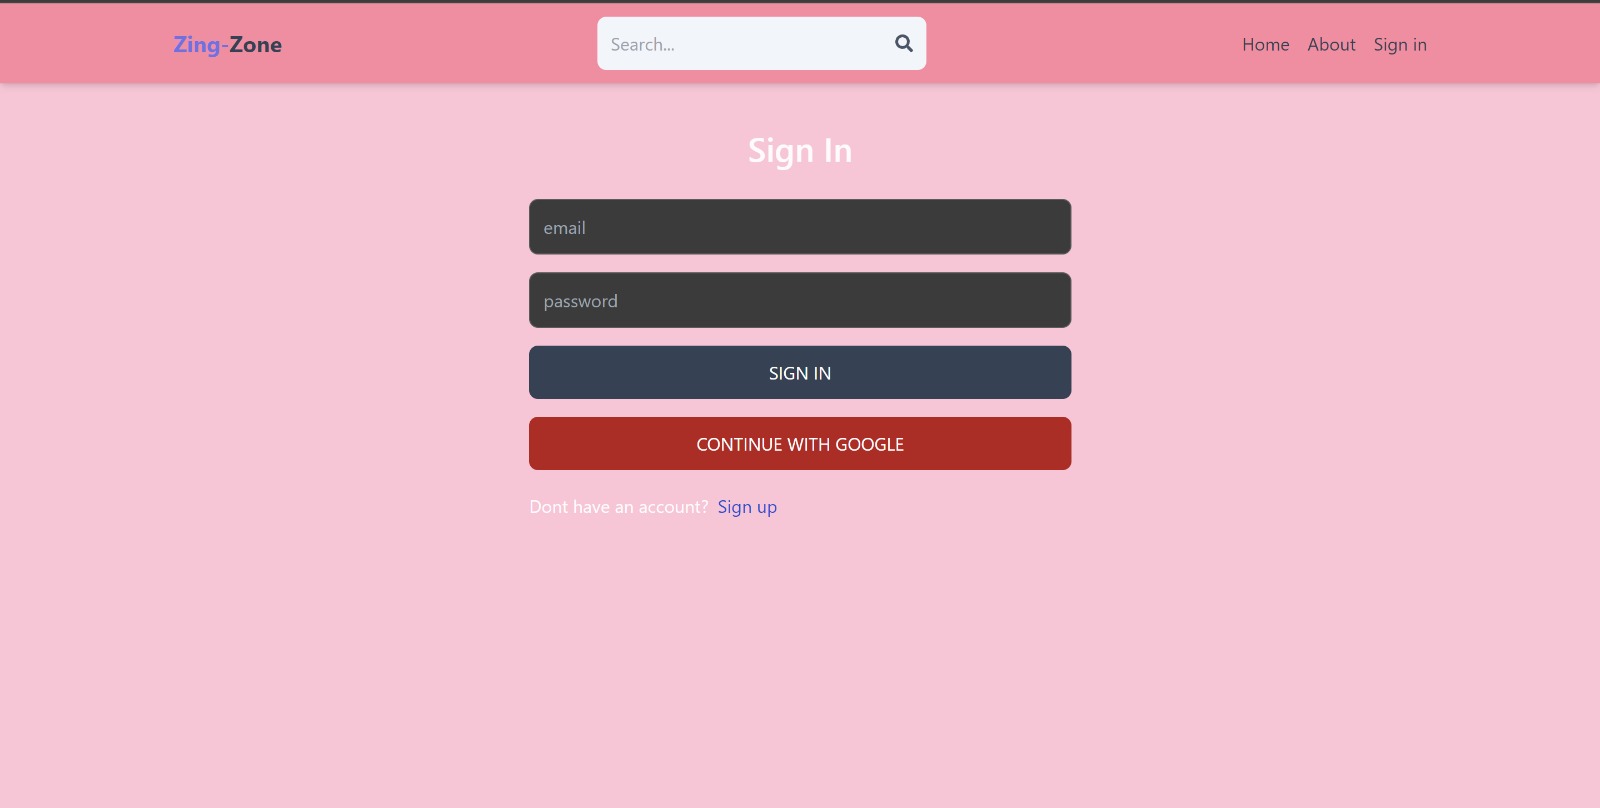 Zing-Zone
Search...
Home About Sign in
Sign In
email
password
SIGN IN
CONTINUE WITH GOOGLE
Dont have an account? Sign up